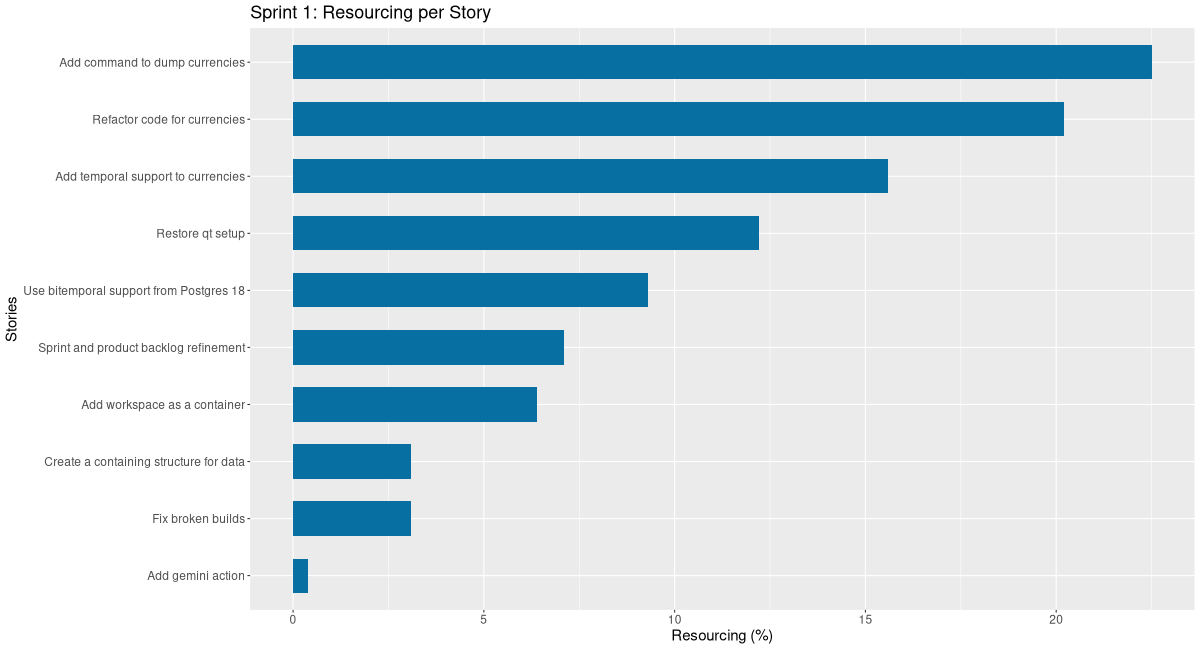 Sprint 1: Resourcing per Story
Stories
Add command to dump currencies
Refactor code for currencies
Add temporal support to currencies
Restore qt setup
Use bitemporal support from Postgres 18
Sprint and product backlog refinement
Add workspace as a container
Create a containing structure for data
Fix broken builds
Add gemini action
0 5 10 15 20
Resourcing (%)